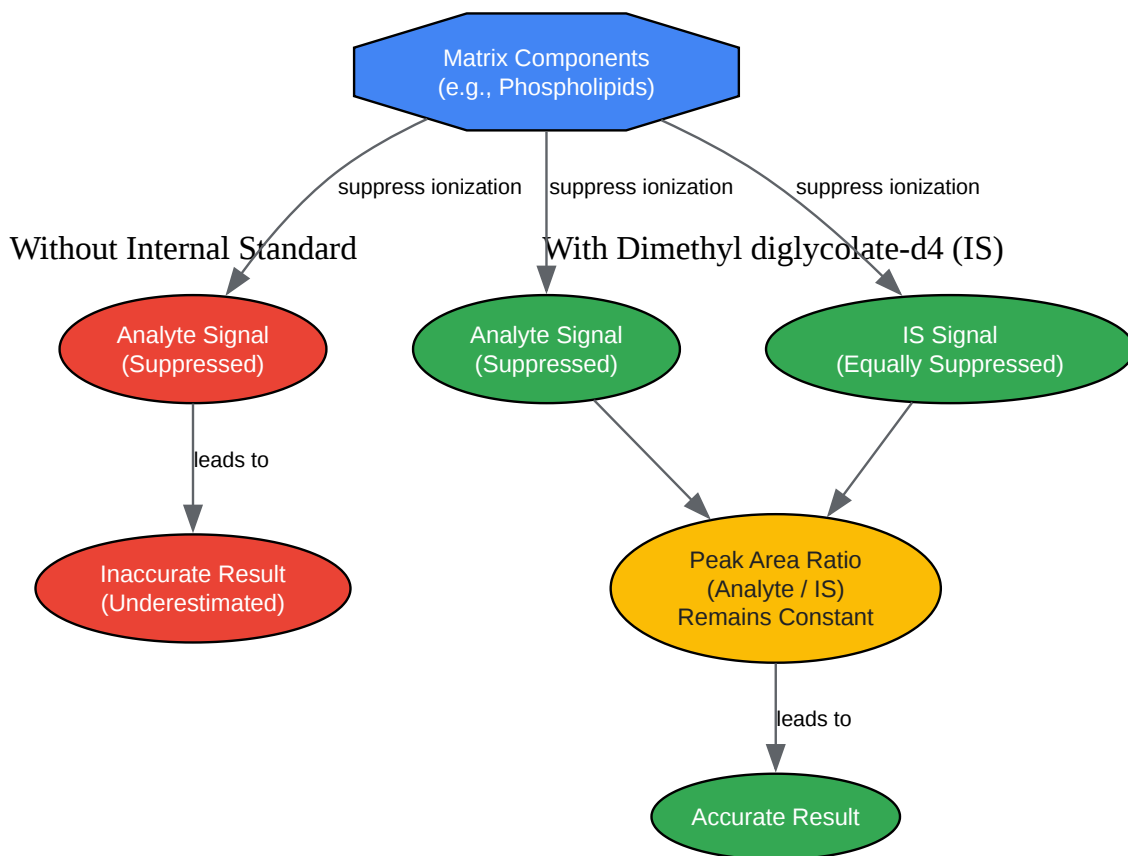 Matrix Components
(e.g., Phospholipids)
suppress ionization
suppress ionization
suppress ionization
Without Internal Standard
With Dimethyl diglycolate-d4 (IS)
Analyte Signal
(Suppressed)
Analyte Signal
(Suppressed)
IS Signal
(Equally Suppressed)
leads to
Inaccurate Result
(Underestimated)
Peak Area Ratio
(Analyte / IS)
Remains Constant
leads to
Accurate Result